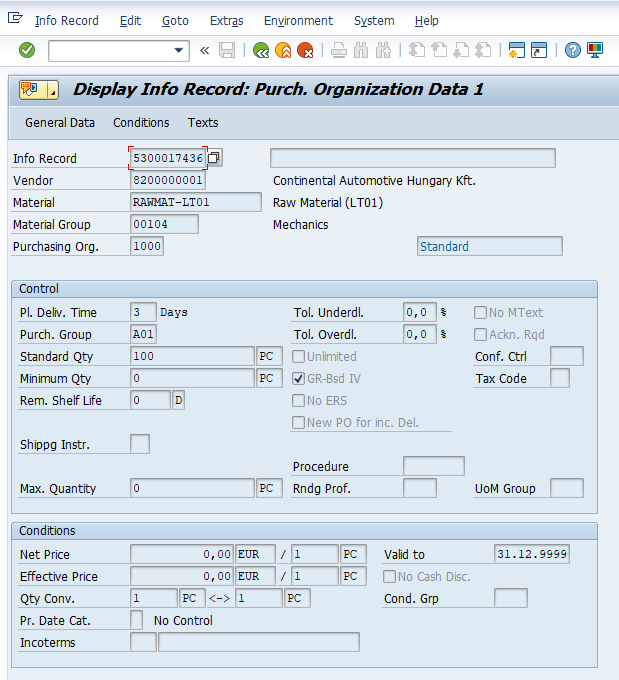 Info Record Edit Goto Extras Environment System Help
Display Info Record: Purch. Organization Data 1
General Data Conditions Texts
Info Record 5300017436
Vendor 8200000001 Continental Automotive Hungary Kft.
Material RAWMAT-LT01 Raw Material (LT01)
Material Group 00104 Mechanics
Purchasing Org. 1000 Standard
Control
Pl. Deliv. Time 3 Days Tol. Underdl. 0,0 % No MText
Purch. Group A01 Tol. Overdl. 0,0 % Ackn. Rqd
Standard Qty 100 PC Unlimited Conf. Ctrl
Minimum Qty 0 PC GR-Bsd IV Tax Code
Rem. Shelf Life 0 D No ERS
New PO for inc. Del.
Shippg Instr.
Procedure
Max. Quantity 0 PC Rndg Prof. UoM Group
Conditions
Net Price 0,00 EUR / 1 PC Valid to 31.12.9999
Effective Price 0,00 EUR / 1 PC No Cash Disc.
Qty Conv. 1 PC <-> 1 PC Cond. Grp
Pr. Date Cat. No Control
Incoterms